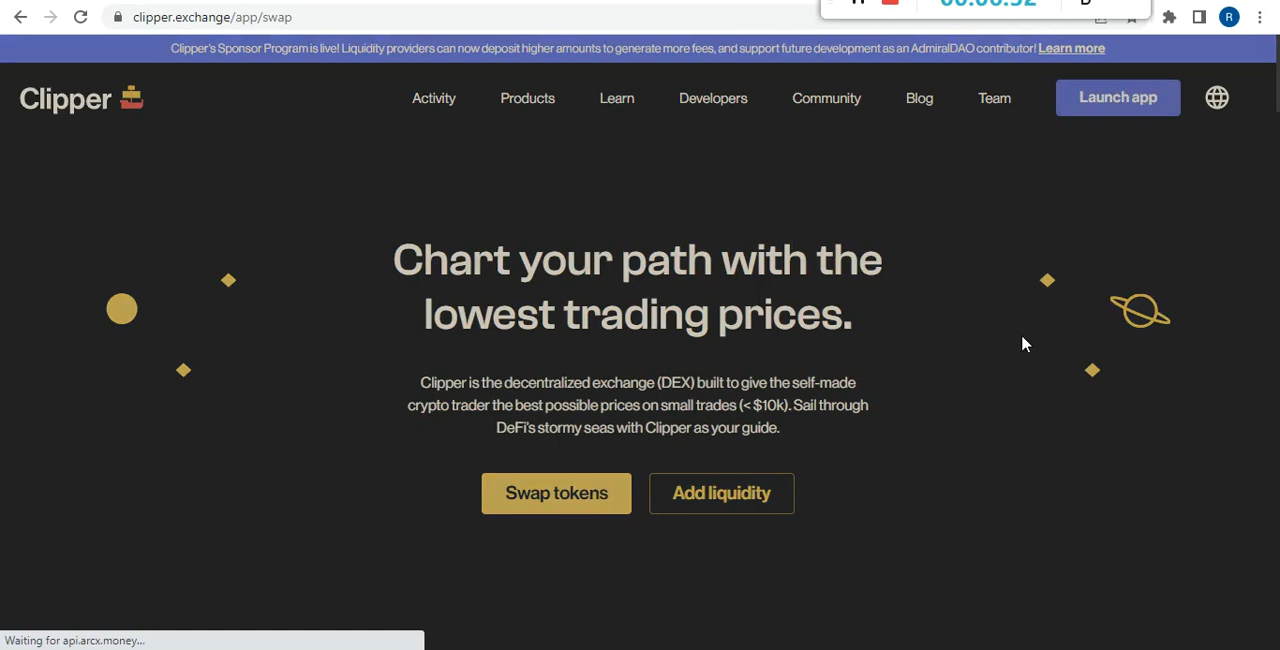 clipper.exchange/app/swap
Clipper's Sponsor Program is live! Liquidity providers can now deposit higher amounts to generate more fees, and support future development as an AdmiralDAO contributor! Learn more
Clipper
Activity
Products
Learn
Developers
Community
Blog
Team
Launch app
R
Chart your path with the
lowest trading prices.
Clipper is the decentralized exchange (DEX) built to give the self-made
crypto trader the best possible prices on small trades (< $10k). Sail through
DeFi's stormy seas with Clipper as your guide.
Swap tokens
Add liquidity
Waiting for api.arcx.money...